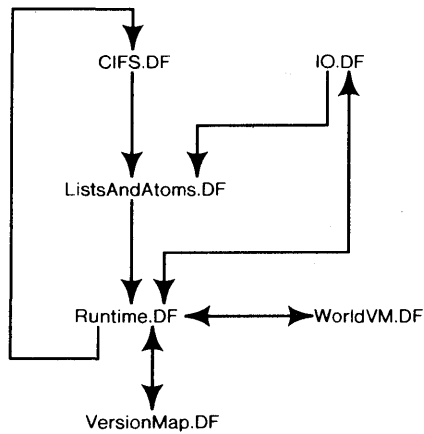 CIFS.DF
IO.DF
ListsAndAtoms.DF
Runtime.DF
WorldVM.DF
VersionMap.DF